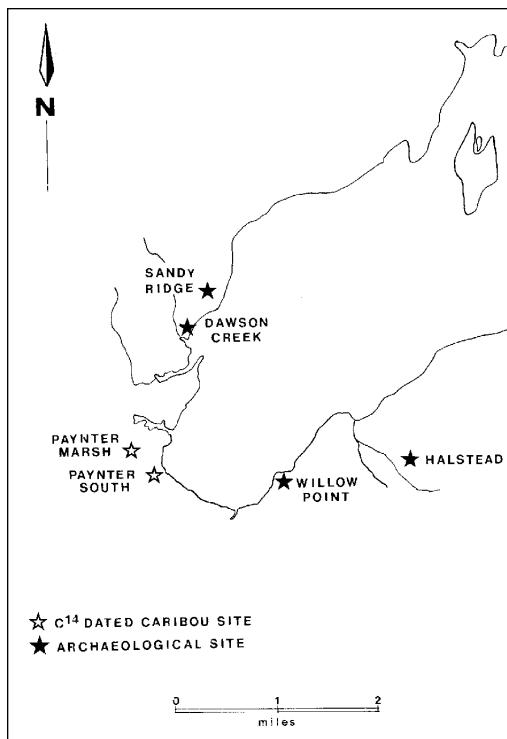 N
SANDY
RIDGE
DAWSON
CREEK
PAYNTER
MARSH
PAYNTER
SOUTH
HALSTEAD
WILLOW
POINT
C14 DATED CARIBOU SITE
ARCHAEOLOGICAL SITE
0 1 2
miles